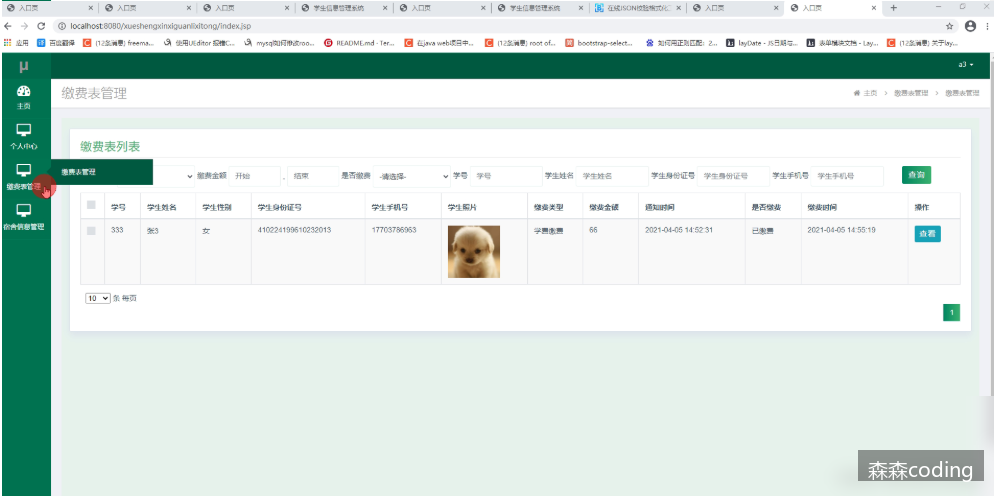 入口页 入口页 入口页 学生信息管理系统 入口页 学生信息管理系统 在线JSON校验格式化工 入口页 入口页
localhost:8080/xueshengxinxiguanlixitong/index.jsp
应用 百度翻译 (12条消息) freema... 使用UEditor 报错C... mysql如何修改roo... README.md · Ter... 在java web项目中... (12条消息) root of... bootstrap-select... 如何用正则匹配：2... layDate - JS日期与... 表单模块文档 - Lay... (12条消息) 关于lay...
μ
a3
主页
个人中心
缴费表管理
宿舍信息管理
缴费表管理
主页 > 缴费表管理 > 缴费表管理
缴费表列表
缴费表管理
缴费金额 开始 - 结束 是否缴费 -请选择- 学号 学号 学生姓名 学生姓名 学生身份证号 学生身份证号 学生手机号 学生手机号 查询
学号 学生姓名 学生性别 学生身份证号 学生手机号 学生照片 缴费类型 缴费金额 通知时间 是否缴费 缴费时间 操作
333 张3 女 410224199610232013 17703786963 学费缴费 66 2021-04-05 14:52:31 已缴费 2021-04-05 14:55:19 查看
10 条 每页
1
森森coding